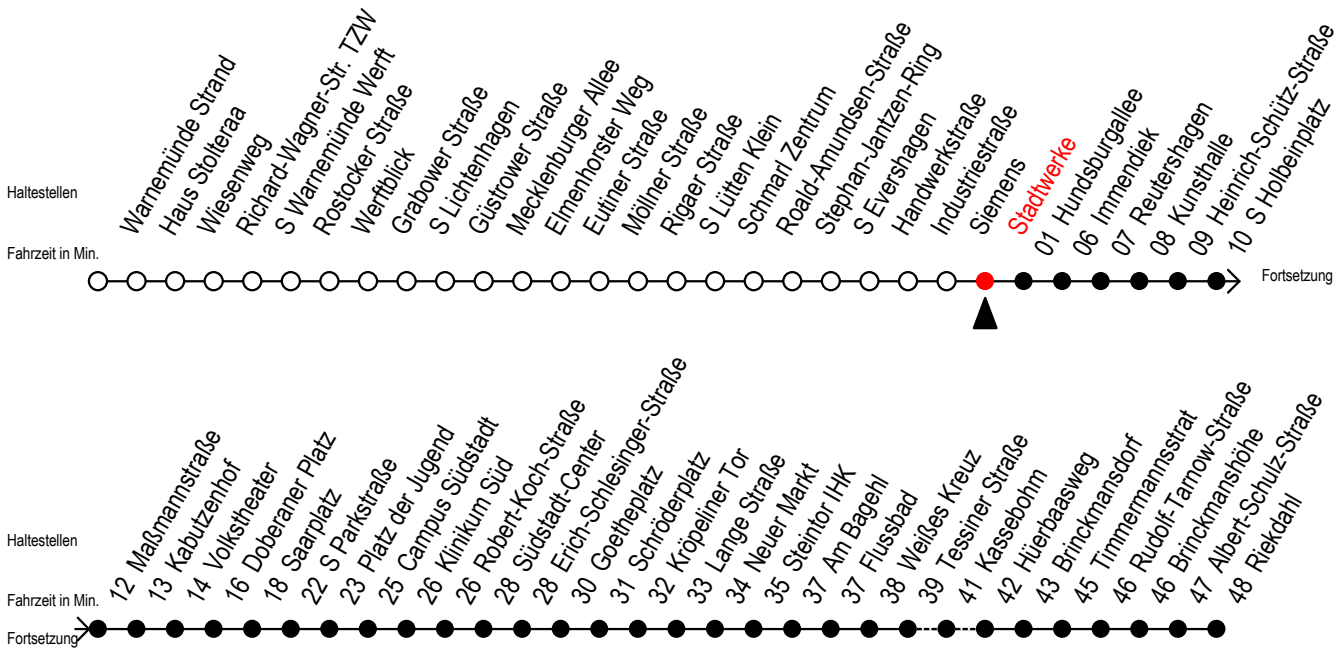 Haltestellen
Warnemünde Strand
Haus Stolteraa
Wiesenweg
Richard-Wagner-Str. TZW
S Warnemünde Werft
Rostocker Straße
Werftblick
Grabower Straße
S Lichtenhagen
Güstrower Straße
Mecklenburger Allee
Elmenhorster Weg
Eutiner Straße
Möllner Straße
Rigaer Straße
S Lütten Klein
Schmarl Zentrum
Roald-Amundsen-Straße
Stephan-Jantzen-Ring
S Evershagen
Handwerkstraße
Industriestraße
Siemens
Stadtwerke
01 Hundsburgallee
06 Immendiek
07 Reutershagen
08 Kunsthalle
09 Heinrich-Schütz-Straße
10 S Holbeinplatz
Fahrzeit in Min.
Fortsetzung
Haltestellen
12 Maßmannstraße
13 Kabutzenhof
14 Volkstheater
16 Doberaner Platz
18 Saarplatz
22 S Parkstraße
23 Platz der Jugend
25 Campus Südstadt
26 Klinikum Süd
26 Robert-Koch-Straße
28 Südstadt-Center
28 Erich-Schlesinger-Straße
30 Goetheplatz
31 Schröderplatz
32 Kröpeliner Tor
33 Lange Straße
34 Neuer Markt
35 Steintor IHK
37 Am Bagehl
37 Flussbad
38 Weißes Kreuz
39 Tessiner Straße
41 Kassebohm
42 Hüerbaasweg
43 Brinckmansdorf
45 Timmermannsstrat
46 Rudolf-Tarnow-Straße
46 Brinckmanshöhe
47 Albert-Schulz-Straße
48 Riekdahl
Fahrzeit in Min.
Fortsetzung